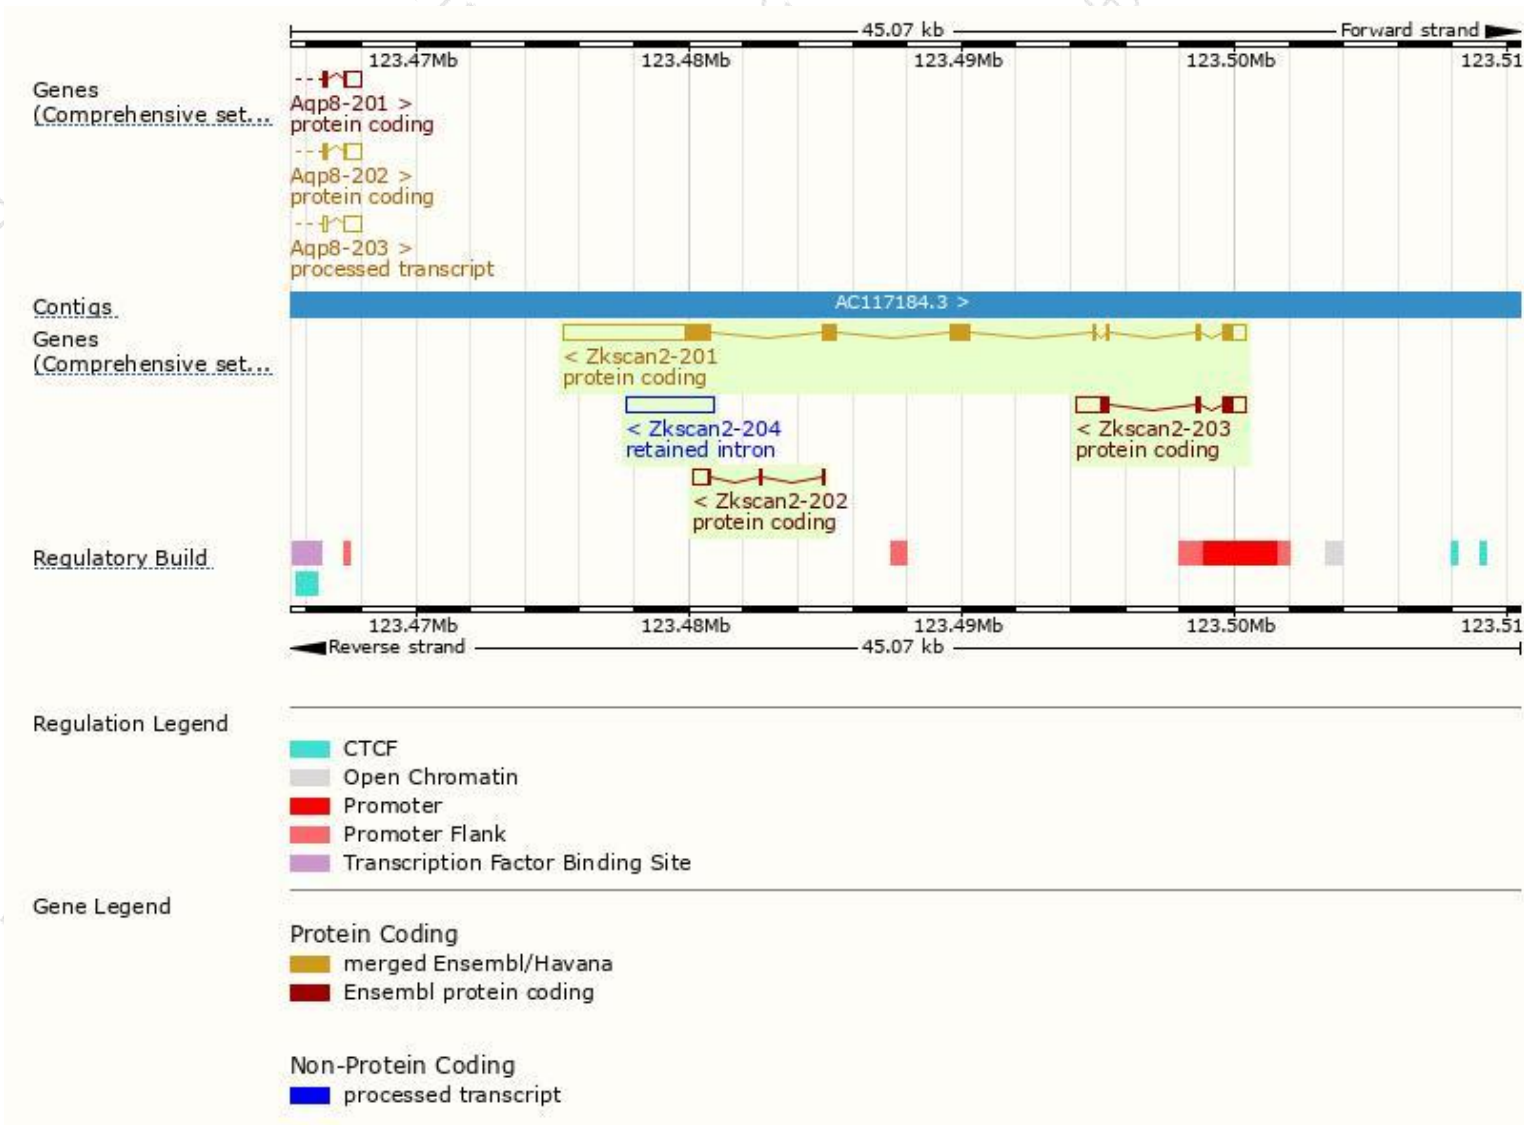 45.07 kb Forward strand
123.47Mb 123.48Mb 123.49Mb 123.50Mb 123.51
Genes
(Comprehensive set...
Aqp8-201 >
protein coding
Aqp8-202 >
protein coding
Aqp8-203 >
processed transcript
Contigs
AC117184.3 >
Genes
(Comprehensive set...
< Zkscan2-201
protein coding
< Zkscan2-204
retained intron
< Zkscan2-203
protein coding
< Zkscan2-202
protein coding
Regulatory Build
123.47Mb 123.48Mb 123.49Mb 123.50Mb 123.51
Reverse strand 45.07 kb
Regulation Legend
CTCF
Open Chromatin
Promoter
Promoter Flank
Transcription Factor Binding Site
Gene Legend
Protein Coding
merged Ensembl/Havana
Ensembl protein coding
Non-Protein Coding
processed transcript